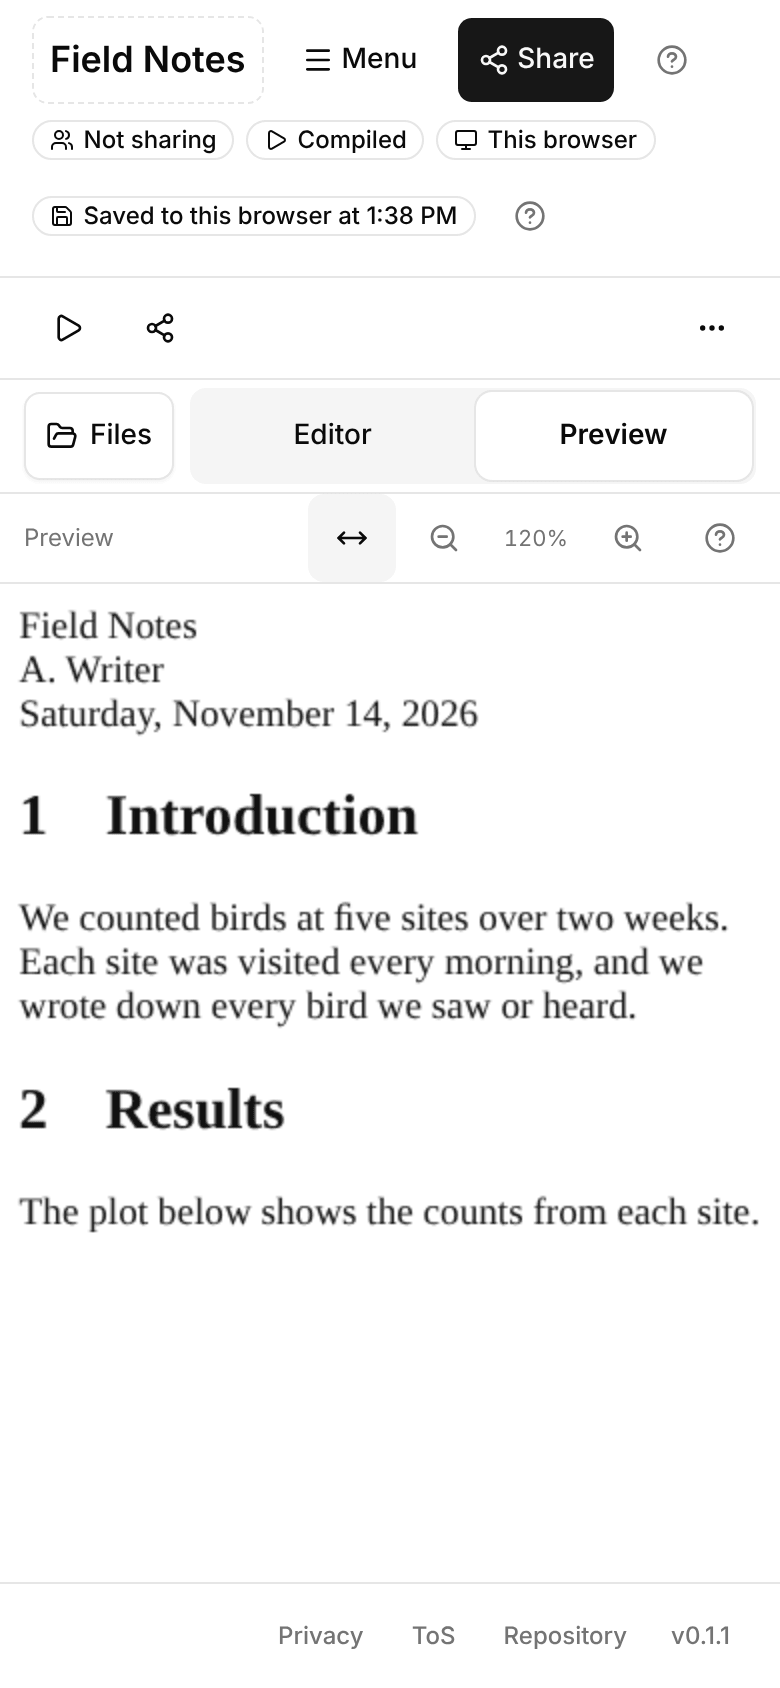 Field Notes
Menu
Share
Not sharing
Compiled
This browser
Saved to this browser at 1:38 PM
Files
Editor
Preview
Preview
120%
Field Notes
A. Writer
Saturday, November 14, 2026
1 Introduction
We counted birds at five sites over two weeks.
Each site was visited every morning, and we
wrote down every bird we saw or heard.
2 Results
The plot below shows the counts from each site.
Privacy
ToS
Repository
v0.1.1